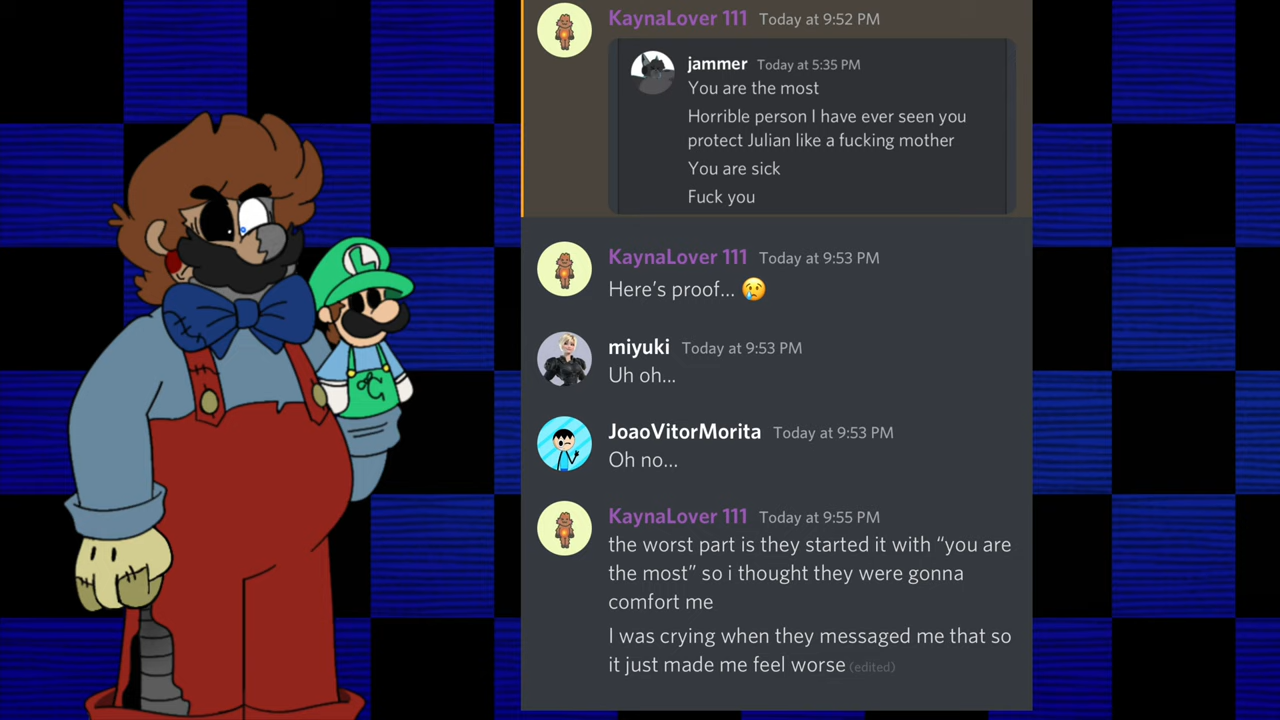 KaynaLover 111 Today at 9:52 PM
jammer Today at 5:35 PM
You are the most
Horrible person I have ever seen you
protect Julian like a fucking mother
You are sick
Fuck you
KaynaLover 111 Today at 9:53 PM
Here’s proof... 😢
miyuki Today at 9:53 PM
Uh oh...
JoaoVitorMorita Today at 9:53 PM
Oh no...
KaynaLover 111 Today at 9:55 PM
the worst part is they started it with “you are
the most” so i thought they were gonna
comfort me
I was crying when they messaged me that so
it just made me feel worse (edited)
L
G